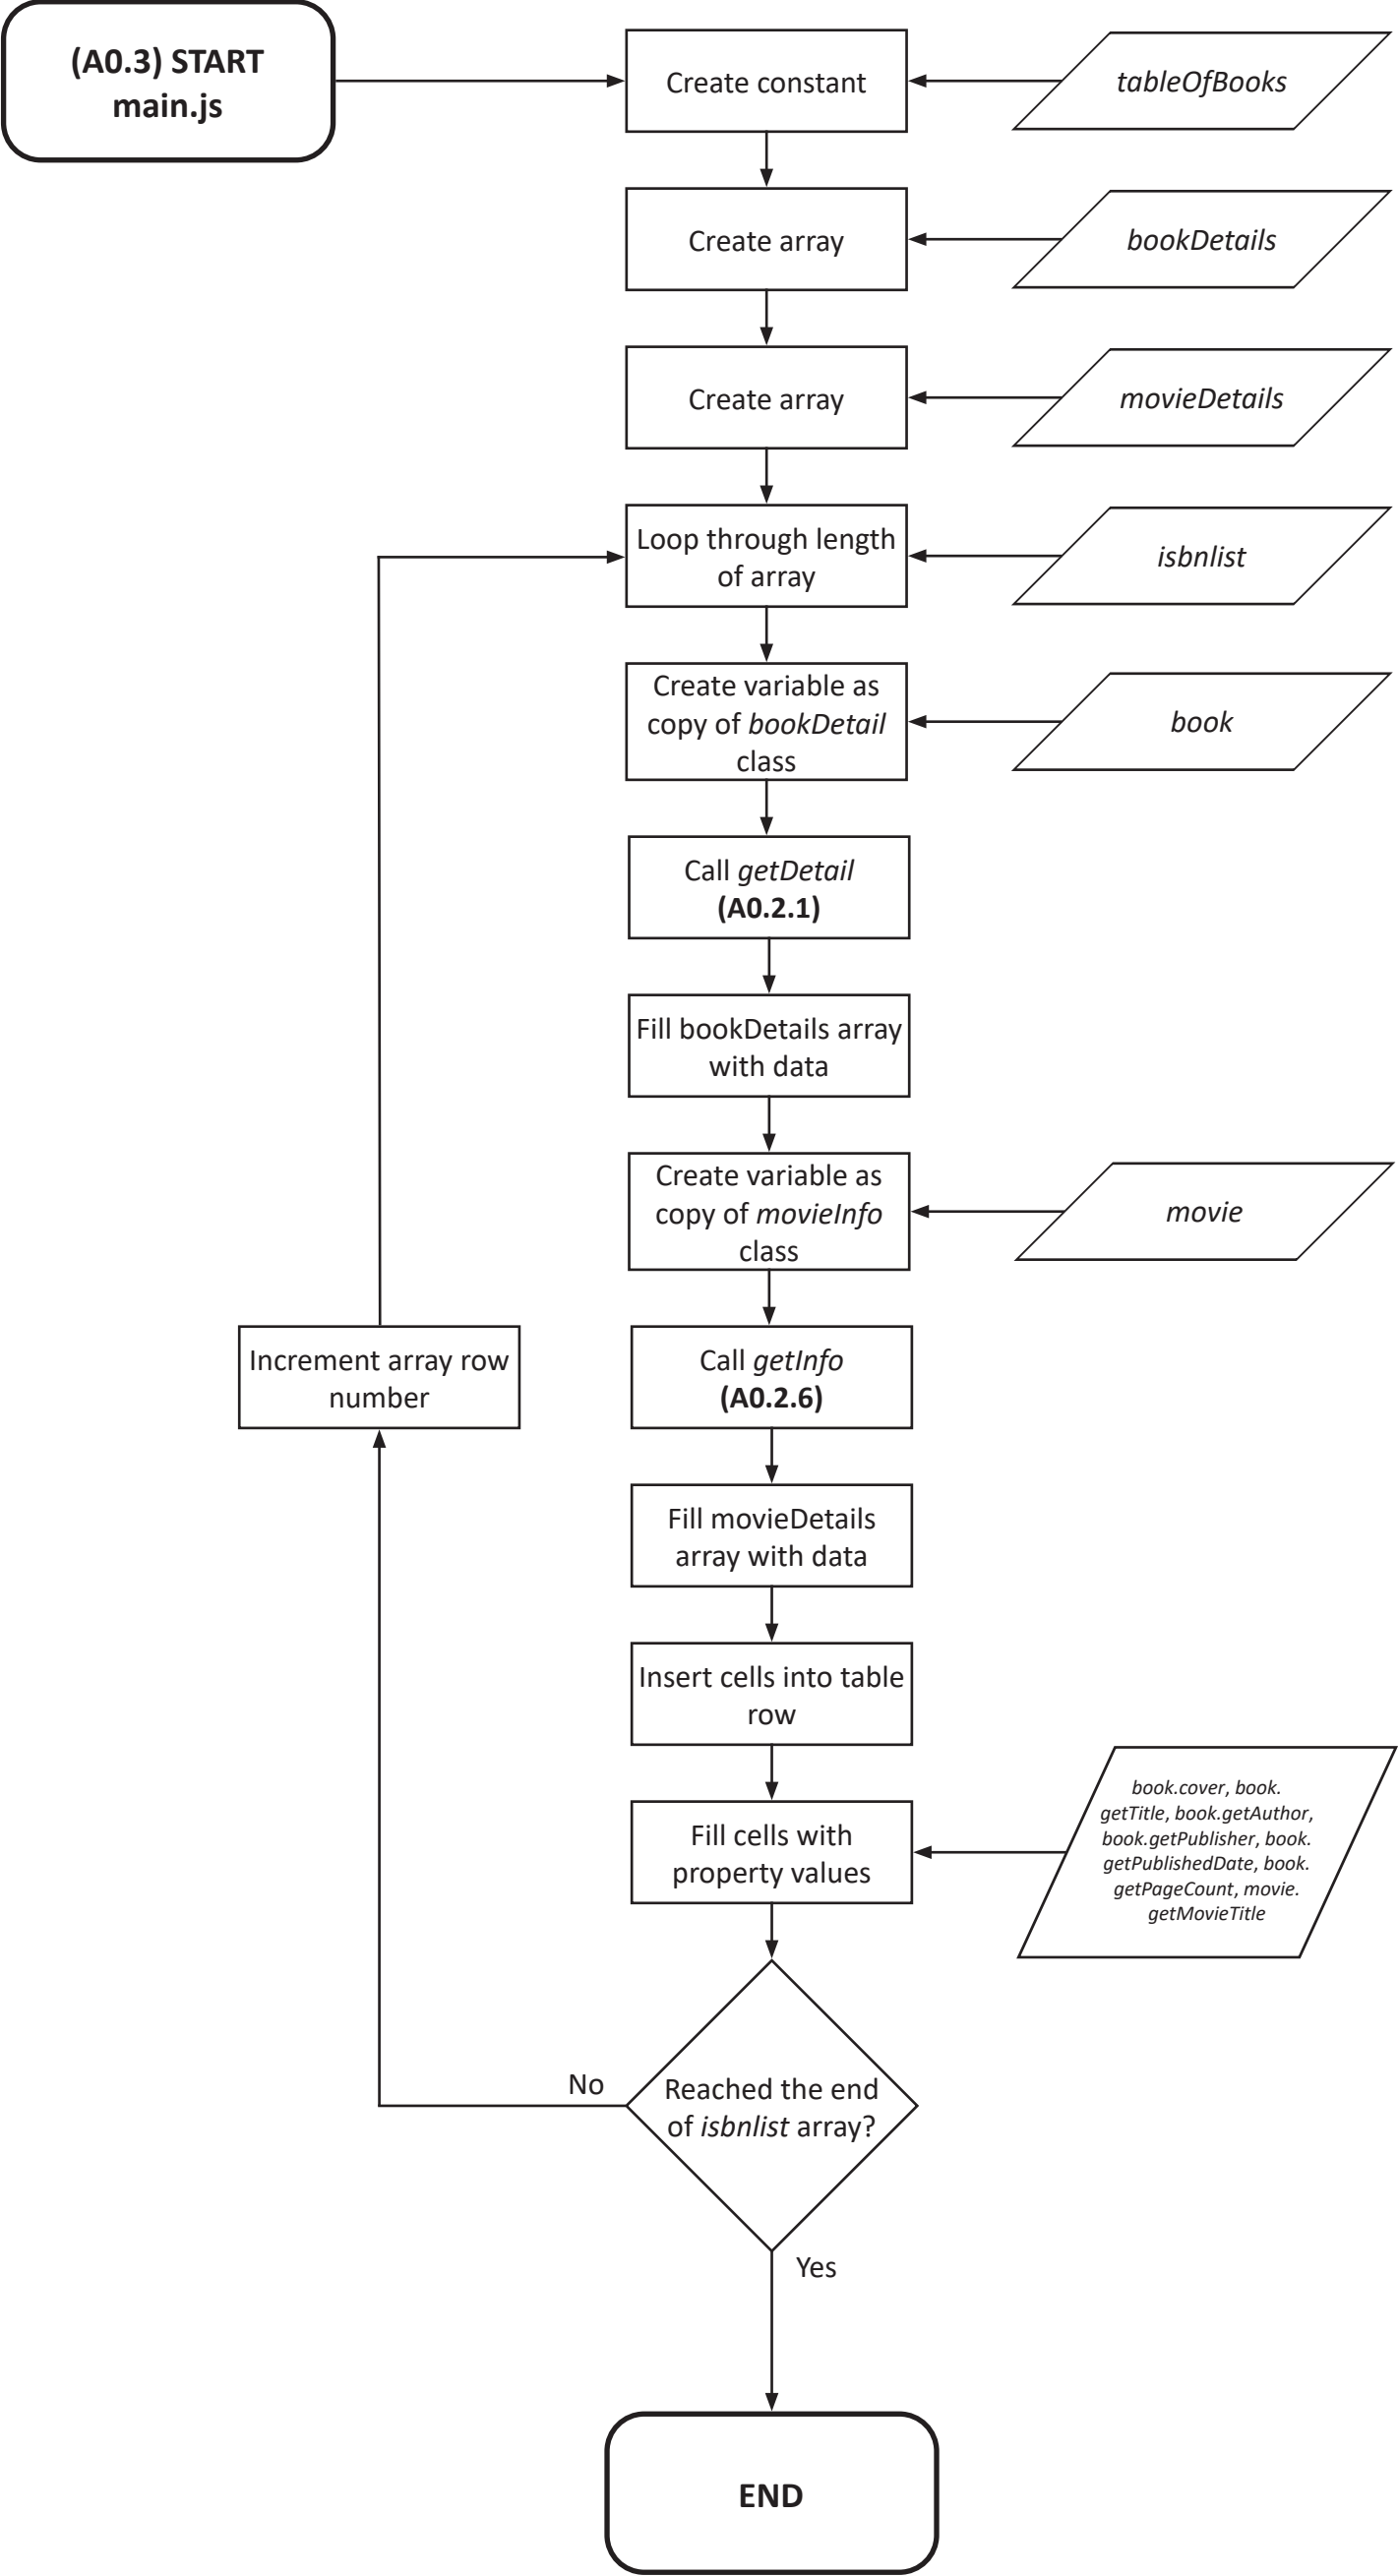 (A0.3) START
main.js
Create constant
tableOfBooks
Create array
bookDetails
Create array
movieDetails
Loop through length
of array
isbnlist
Create variable as
copy of bookDetail
class
book
Call getDetail
(A0.2.1)
Fill bookDetails array
with data
Create variable as
copy of movieInfo
class
movie
Increment array row
number
Call getInfo
(A0.2.6)
Fill movieDetails
array with data
Insert cells into table
row
Fill cells with
property values
book.cover, book.
getTitle, book.getAuthor,
book.getPublisher, book.
getPublishedDate, book.
getPageCount, movie.
getMovieTitle
Reached the end
of isbnlist array?
No
Yes
END